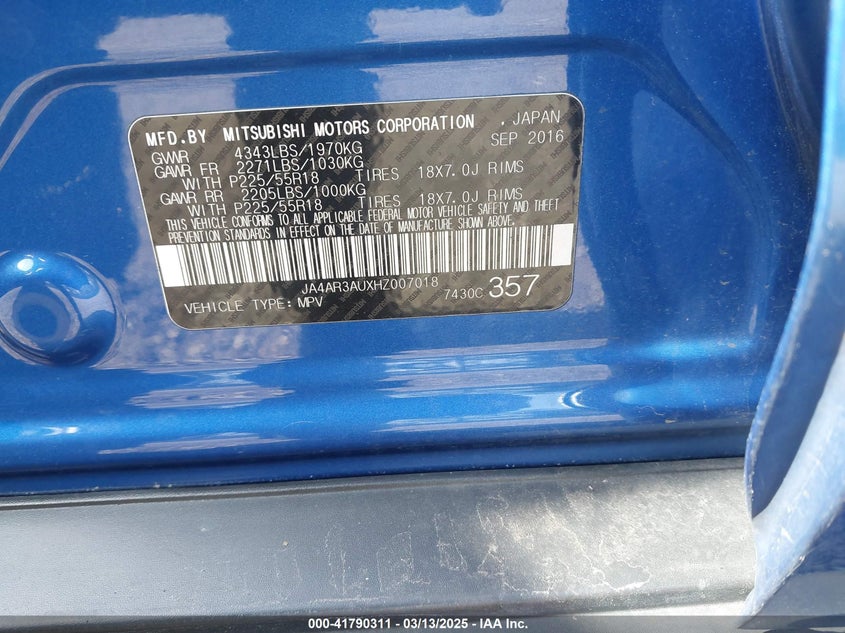 MFD.BY MITSUBISHI MOTORS CORPORATION . JAPAN
GVWR 4343LBS/1970KG SEP 2016
GAWR FR 2271LBS/1030KG
WITH P225/55R18 TIRES 18X7.0J RIMS
GAWR RR 2205LBS/1000KG
WITH P225/55R18 TIRES 18X7.0J RIMS
THIS VEHICLE CONFORMS TO ALL APPLICABLE FEDERAL MOTOR VEHICLE SAFETY AND THEFT
PREVENTION STANDARDS IN EFFECT ON THE DATE OF MANUFACTURE SHOWN ABOVE.
JA4AR3AUXHZ007018
VEHICLE TYPE: MPV 7430C 357
000-41790311 / 03/13/2025 - © IAA Inc.